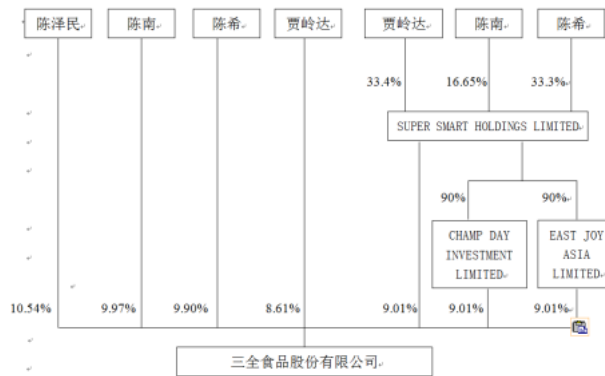 陈泽民
陈南
陈希
贾岭达
贾岭达
陈南
陈希
33.4%
16.65%
33.3%
SUPER SMART HOLDINGS LIMITED
90%
90%
CHAMP DAY
INVESTMENT
LIMITED
EAST JOY
ASIA
LIMITED
10.54%
9.97%
9.90%
8.61%
9.01%
9.01%
9.01%
三全食品股份有限公司